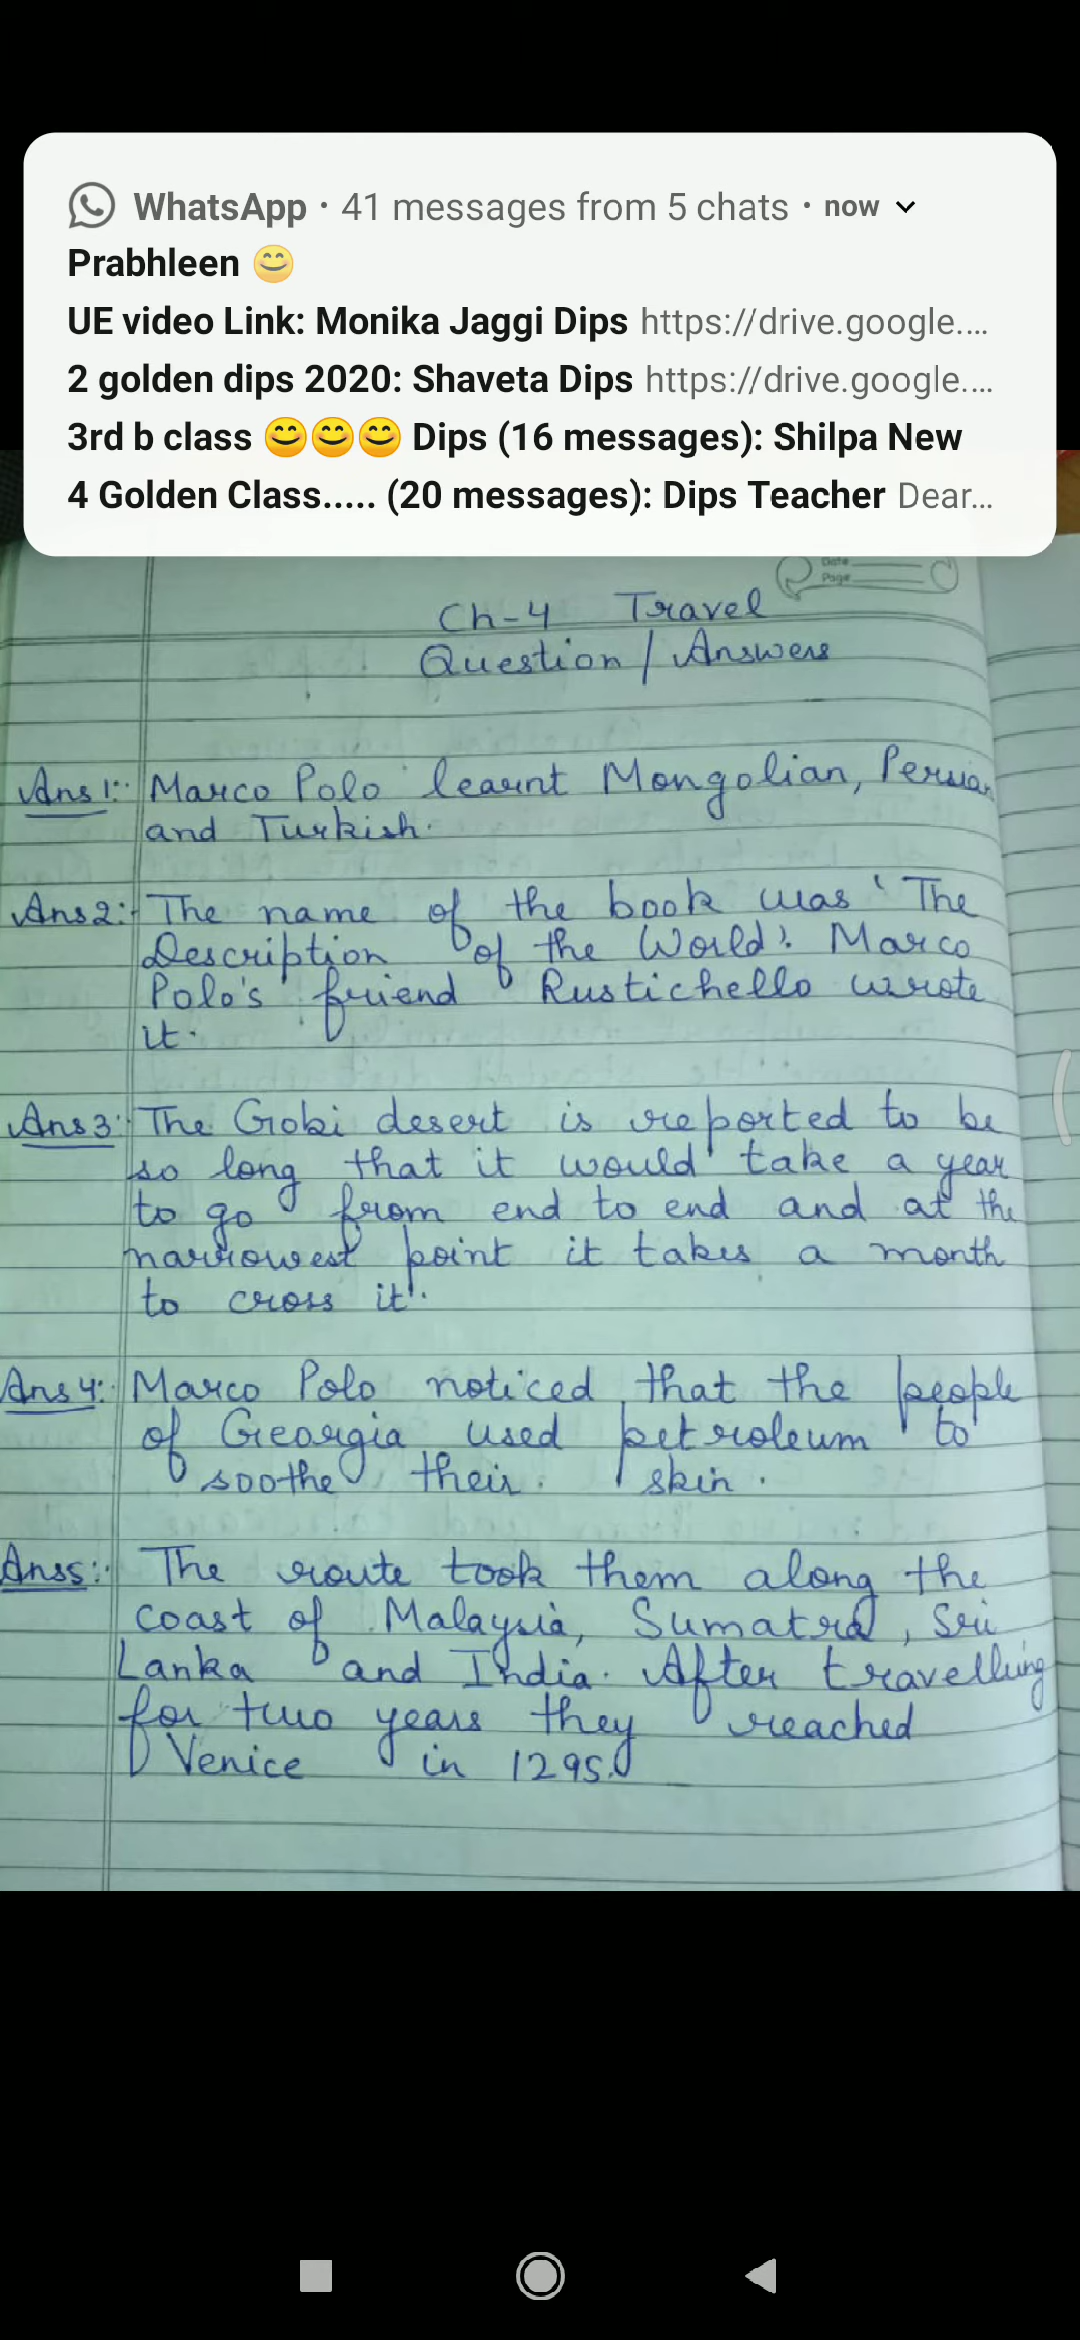 WhatsApp · 41 messages from 5 chats · now
Prabhleen 😊
UE video Link: Monika Jaggi Dips https://drive.google....
2 golden dips 2020: Shaveta Dips https://drive.google....
3rd b class 😊😊😊 Dips (16 messages): Shilpa New
4 Golden Class..... (20 messages): Dips Teacher Dear...
Date
Page
Ch-4 Travel
Question / Answers
Ans 1:- Marco Polo learnt Mongolian, Persian
and Turkish.
Ans 2:- The name of the book was 'The
Description of the World'. Marco
Polo's friend Rustichello wrote
it.
Ans 3:- The Gobi desert is reported to be
so long that it would take a year
to go from end to end and at the
narrowest point it takes a month
to cross it.
Ans 4:- Marco Polo noticed that the people
of Georgia used petroleum to
soothe their skin.
Ans 5:- The route took them along the
coast of Malaysia, Sumatra, Sri
Lanka and India. After travelling
for two years they reached
Venice in 1295.